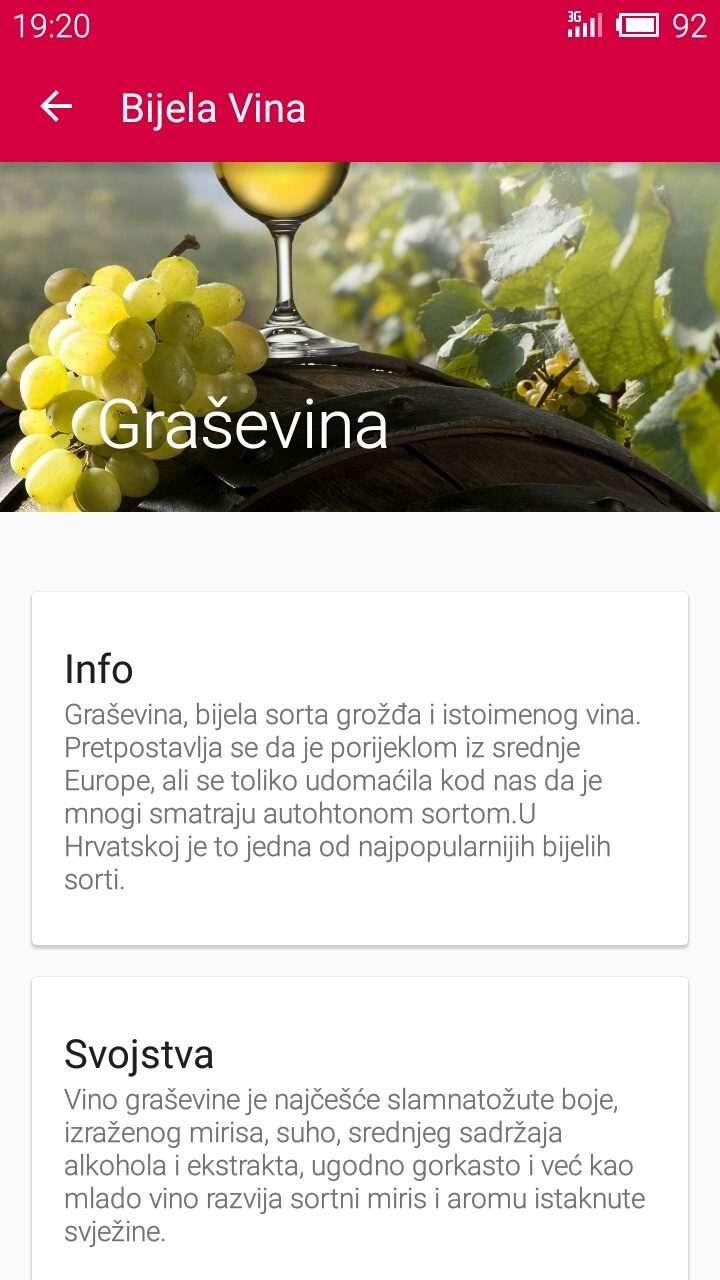 19:20
3G
92
Bijela Vina
Graševina
Info
Graševina, bijela sorta grožđa i istoimenog vina.
Pretpostavlja se da je porijeklom iz srednje
Europe, ali se toliko udomaćila kod nas da je
mnogi smatraju autohtonom sortom.U
Hrvatskoj je to jedna od najpopularnijih bijelih
sorti.
Svojstva
Vino graševine je najčešće slamnatožute boje,
izraženog mirisa, suho, srednjeg sadržaja
alkohola i ekstrakta, ugodno gorkasto i već kao
mlado vino razvija sortni miris i aromu istaknute
svježine.